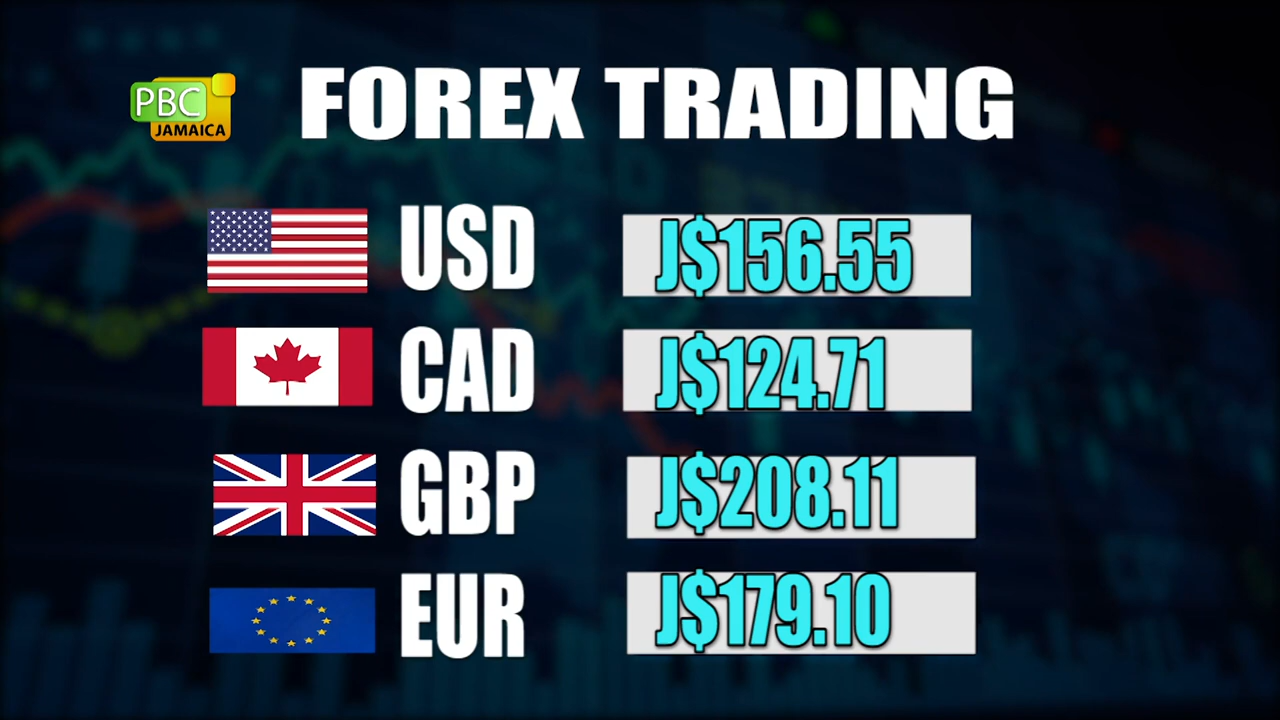 PBC
JAMAICA
FOREX TRADING
USD J$156.55
CAD J$124.71
GBP J$208.11
EUR J$179.10